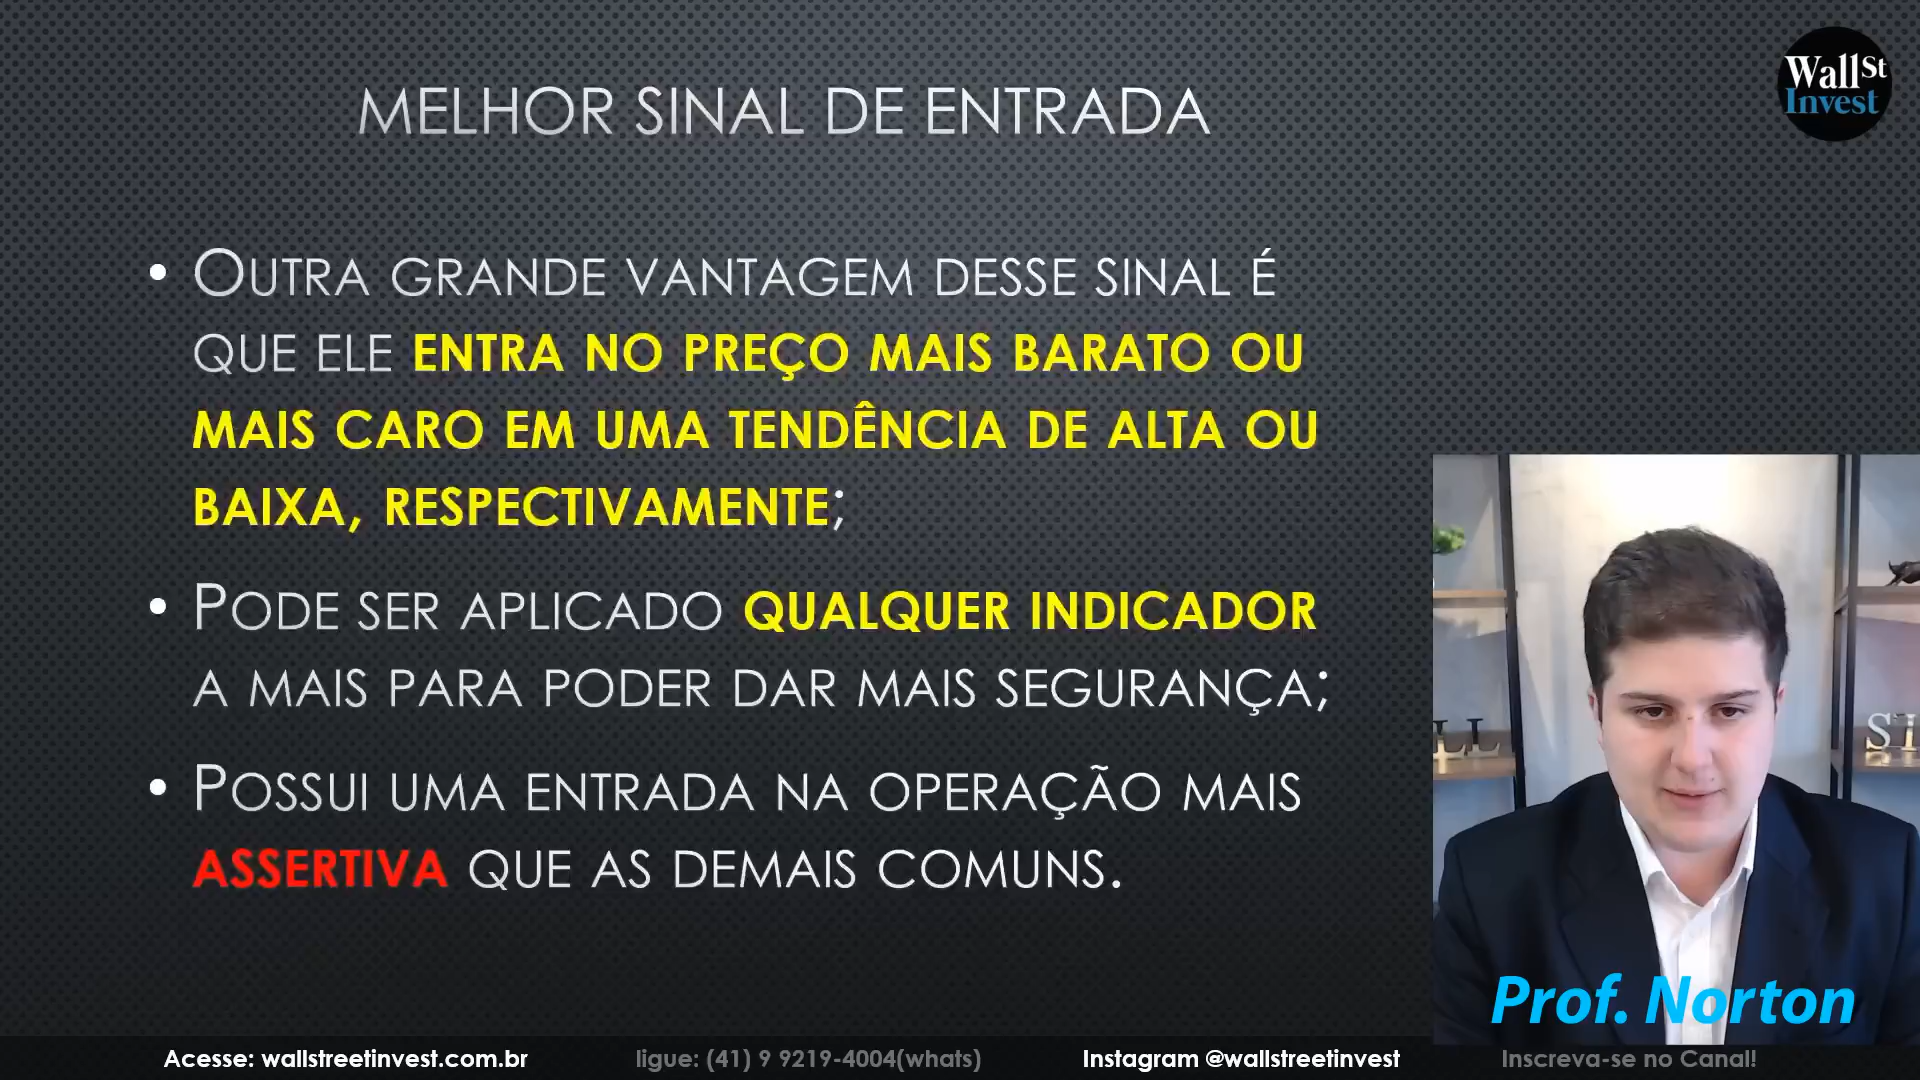 MELHOR SINAL DE ENTRADA
WallSt
Invest
• OUTRA GRANDE VANTAGEM DESSE SINAL É
QUE ELE ENTRA NO PREÇO MAIS BARATO OU
MAIS CARO EM UMA TENDÊNCIA DE ALTA OU
BAIXA, RESPECTIVAMENTE;
• PODE SER APLICADO QUALQUER INDICADOR
A MAIS PARA PODER DAR MAIS SEGURANÇA;
• POSSUI UMA ENTRADA NA OPERAÇÃO MAIS
ASSERTIVA QUE AS DEMAIS COMUNS.
Prof. Norton
Acesse: wallstreetinvest.com.br ligue: (41) 9 9219-4004(whats) Instagram @wallstreetinvest Inscreva-se no Canal!